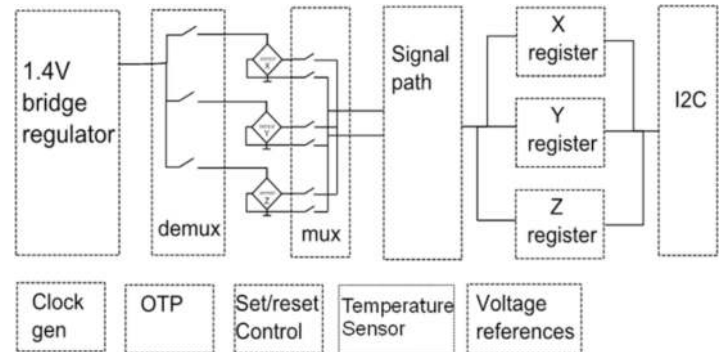 1.4V
bridge
regulator
demux
X
Y
Z
mux
Signal
path
X
register
Y
register
Z
register
I2C
Clock
gen
OTP
Set/reset
Control
Temperature
Sensor
Voltage
references